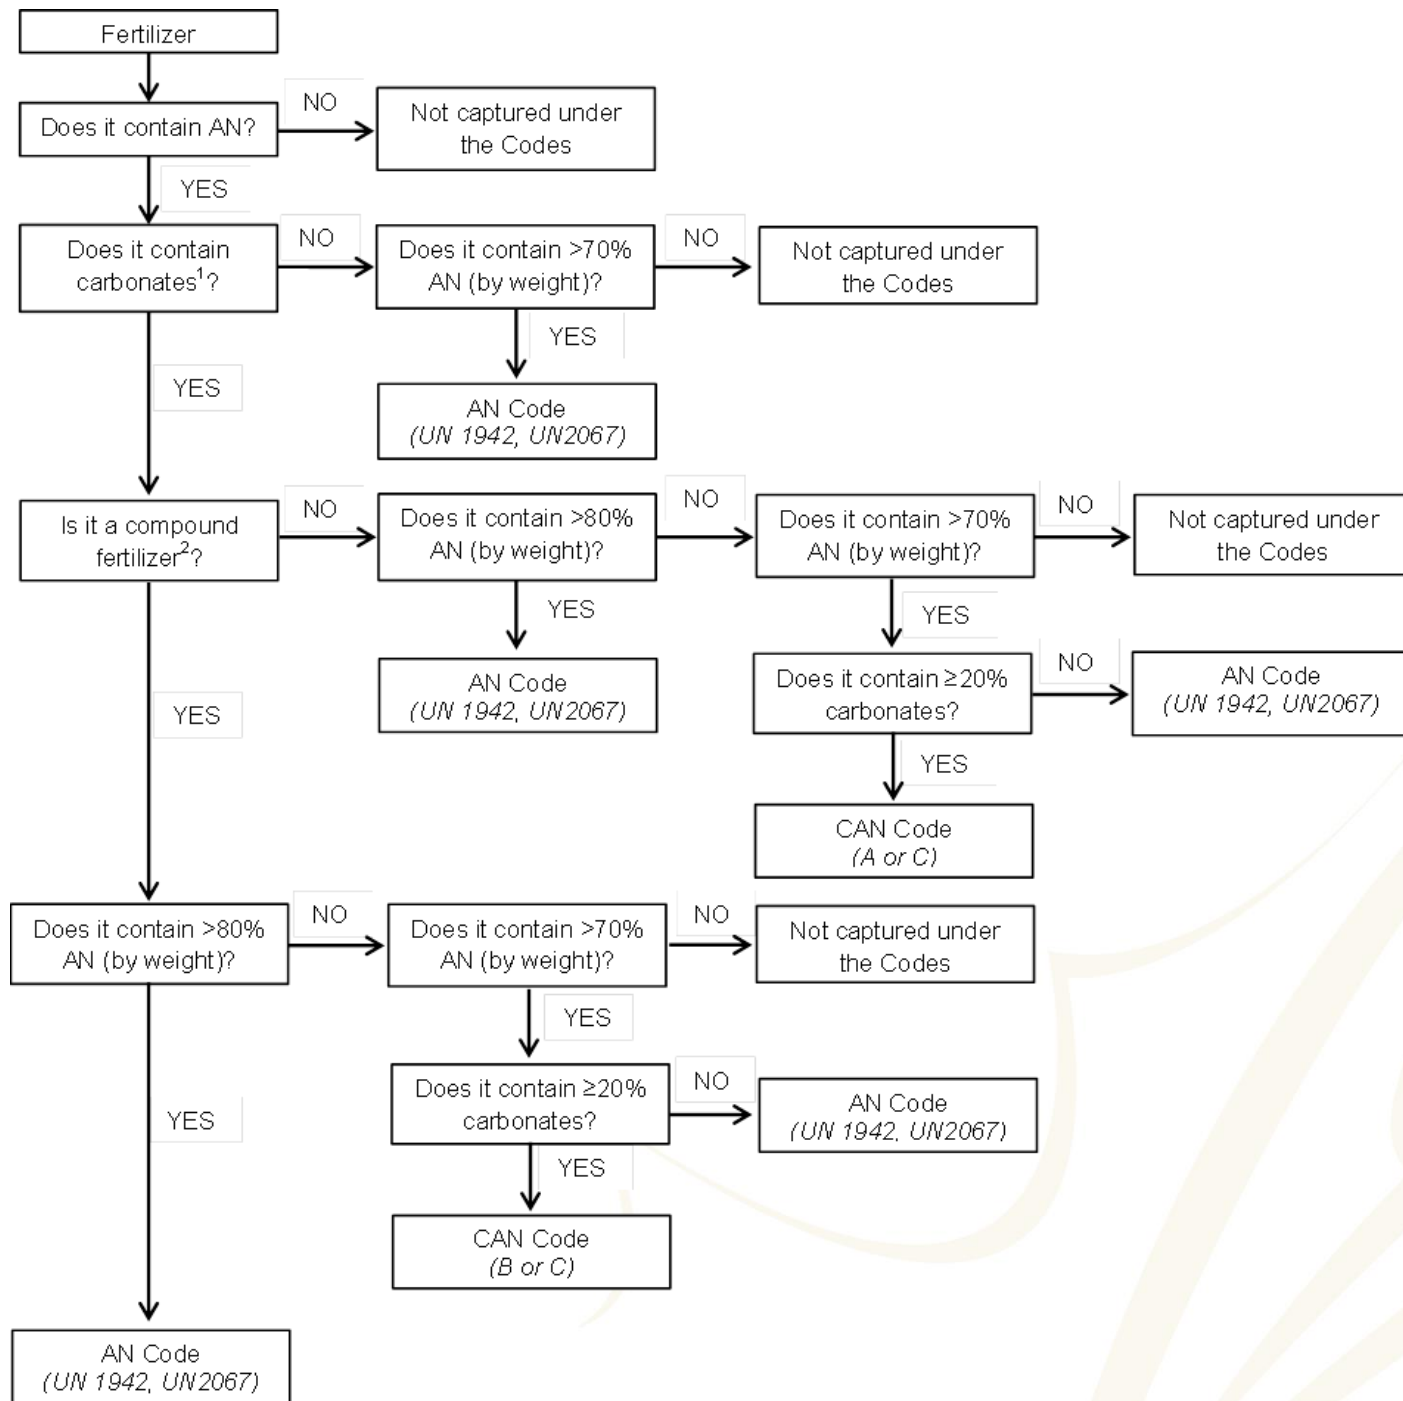 Fertilizer
NO
Does it contain AN?
Not captured under
the Codes
YES
Does it contain
carbonates¹?
NO
Does it contain >70%
AN (by weight)?
NO
Not captured under
the Codes
YES
YES
AN Code
(UN 1942, UN2067)
Is it a compound
fertilizer²?
NO
Does it contain >80%
AN (by weight)?
NO
Does it contain >70%
AN (by weight)?
NO
Not captured under
the Codes
YES
YES
AN Code
(UN 1942, UN2067)
Does it contain ≥20%
carbonates?
NO
AN Code
(UN 1942, UN2067)
YES
YES
CAN Code
(A or C)
Does it contain >80%
AN (by weight)?
NO
Does it contain >70%
AN (by weight)?
NO
Not captured under
the Codes
YES
Does it contain ≥20%
carbonates?
NO
AN Code
(UN 1942, UN2067)
YES
YES
CAN Code
(B or C)
AN Code
(UN 1942, UN2067)